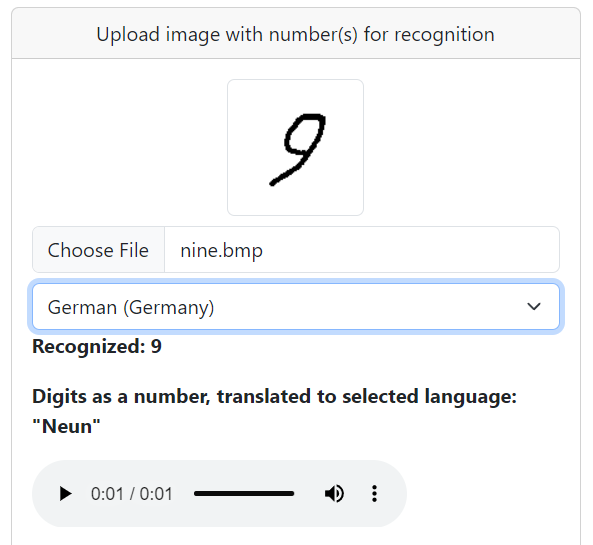 Upload image with number(s) for recognition
9
Choose File nine.bmp
German (Germany)
Recognized: 9
Digits as a number, translated to selected language:
"Neun"
0:01 / 0:01